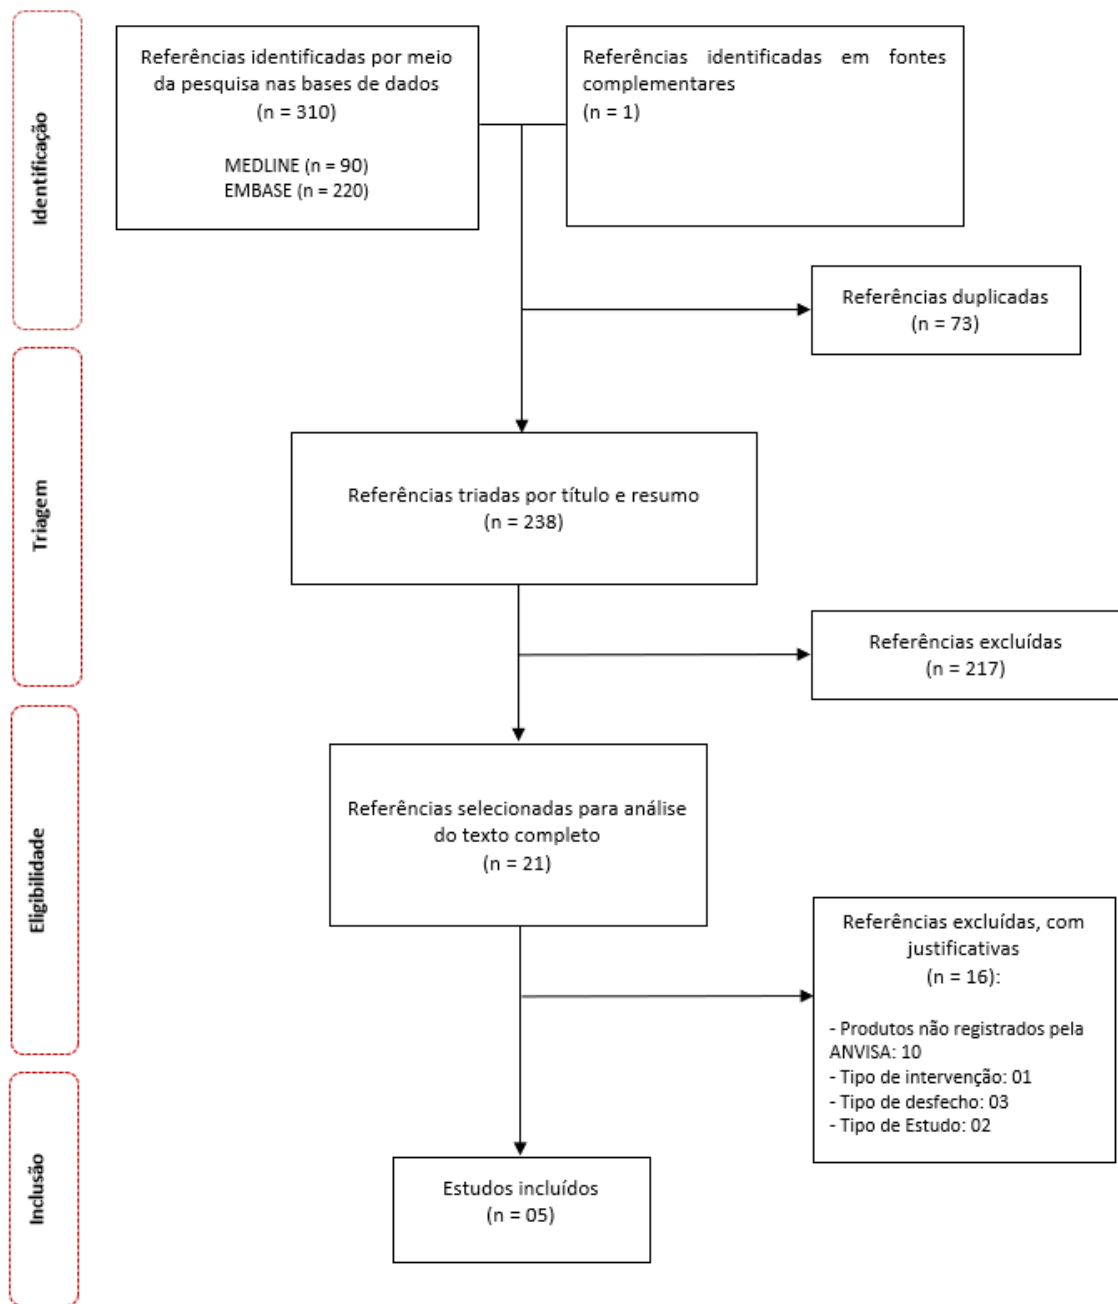 Identificação
Referências identificadas por meio
da pesquisa nas bases de dados
(n = 310)
MEDLINE (n = 90)
EMBASE (n = 220)
Referências identificadas em fontes
complementares
(n = 1)
Referências duplicadas
(n = 73)
Triagem
Referências triadas por título e resumo
(n = 238)
Referências excluídas
(n = 217)
Eligibilidade
Referências selecionadas para análise
do texto completo
(n = 21)
Referências excluídas, com
justificativas
(n = 16):
- Produtos não registrados pela
ANVISA: 10
- Tipo de intervenção: 01
- Tipo de desfecho: 03
- Tipo de Estudo: 02
Inclusão
Estudos incluídos
(n = 05)